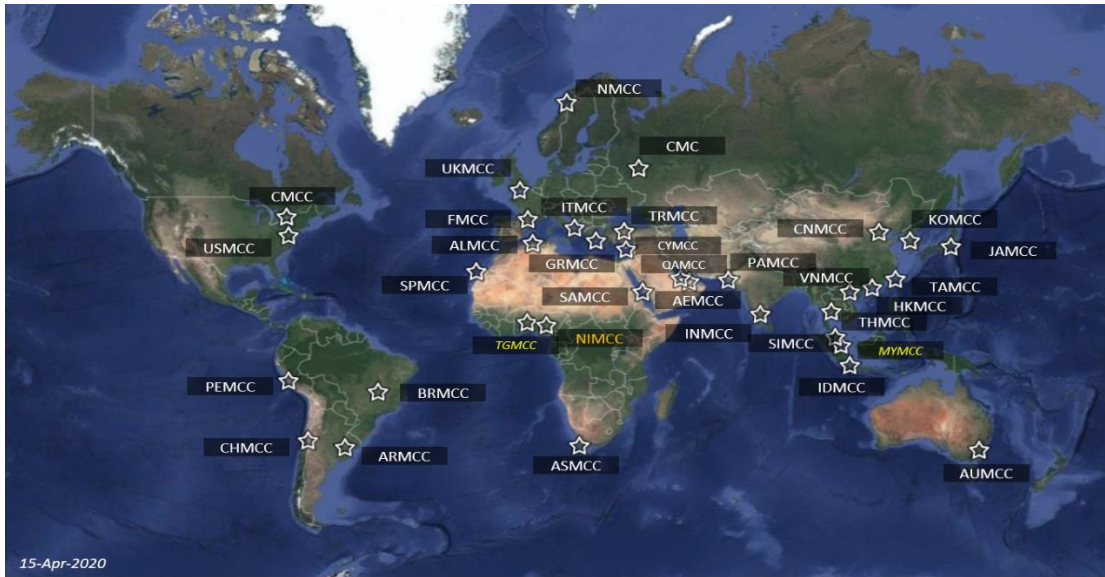 NMCC
CMC
UKMCC
CMCC
ITMCC
FMCC
TRMCC
KOMCC
CNMCC
USMCC
ALMCC
CYMCC
JAMCC
GRMCC
QAMCC
PAMCC
SPMCC
VNMCC
TAMCC
SAMCC
AEMCC
HKMCC
THMCC
INMCC
TGMCC
NIMCC
SIMCC
MYMCC
PEMCC
BRMCC
IDMCC
CHMCC
ARMCC
ASMCC
AUMCC
15-Apr-2020